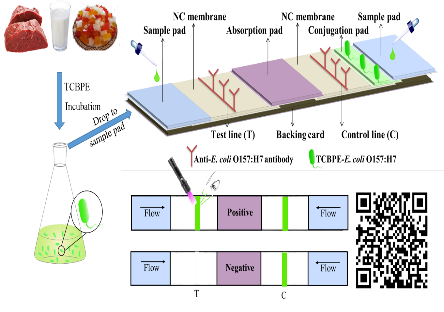 NC membrane
Sample pad
Absorption pad
NC membrane
Conjugation pad
Sample pad
TCBPE
Incubation
Drop to
sample pad
Test line (T)
Backing card
Control line (C)
Anti-E. coli O157:H7 antibody
TCBPE-E. coli O157:H7
Flow
Positive
Flow
Flow
Negative
Flow
T
C